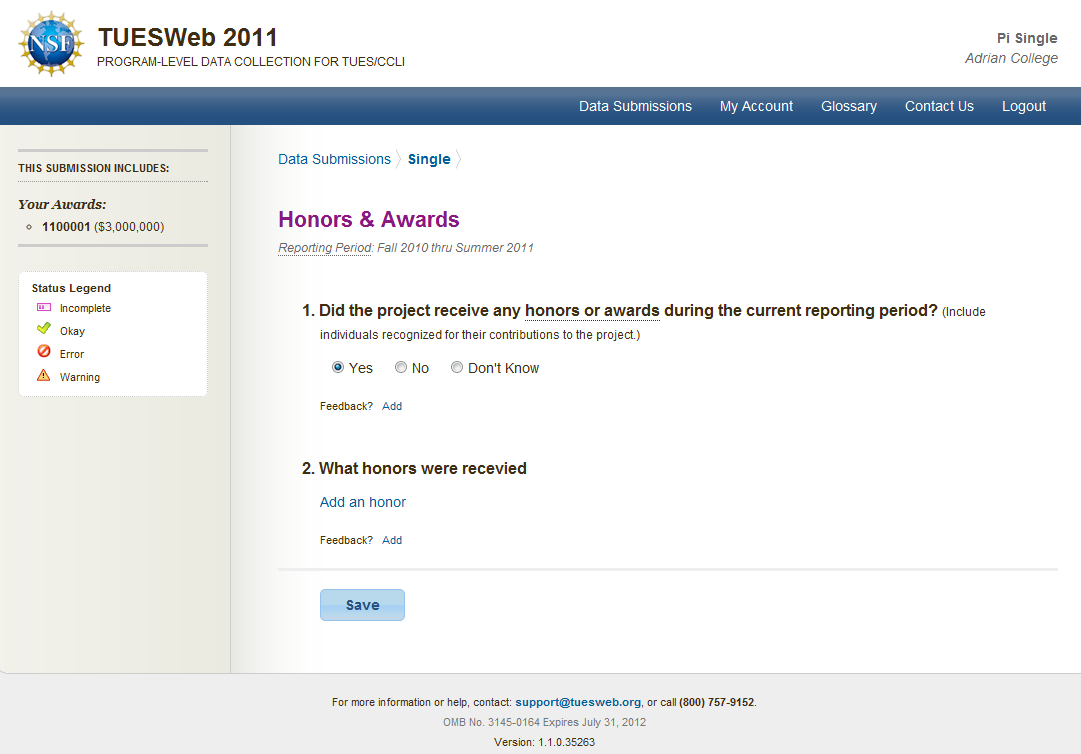 NSF
TUESWeb 2011
PROGRAM-LEVEL DATA COLLECTION FOR TUES/CCLI
Pi Single
Adrian College
Data Submissions My Account Glossary Contact Us Logout
THIS SUBMISSION INCLUDES:
Your Awards:
1100001 ($3,000,000)
Status Legend
Incomplete
Okay
Error
Warning
Data Submissions Single
Honors & Awards
Reporting Period: Fall 2010 thru Summer 2011
1. Did the project receive any honors or awards during the current reporting period? (Include
individuals recognized for their contributions to the project.)
Yes No Don't Know
Feedback? Add
2. What honors were recevied
Add an honor
Feedback? Add
Save
For more information or help, contact: support@tuesweb.org, or call (800) 757-9152.
OMB No. 3145-0164 Expires July 31, 2012
Version: 1.1.0.35263